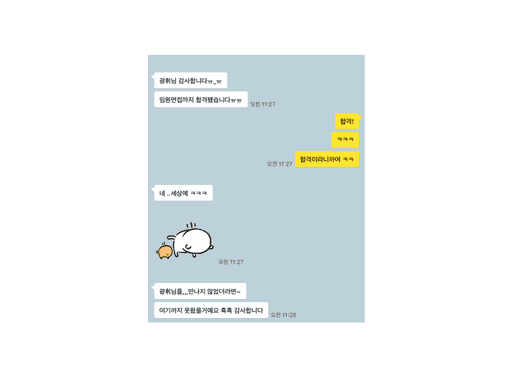 광휘님 감사합니다ㅠ_ㅠ
임원면접까지 합격했습니다ㅠㅠ
오전 11:27
합격!
ㅋㅋㅋ
오전 11:27
합격이라니까여 ㅋㅋ
네 ..세상에 ㅋㅋㅋ
오전 11:27
광휘님을,,,만나지 않았더라면~
여기까지 못왔을거예요 흑흑 감사합니다
오전 11:28